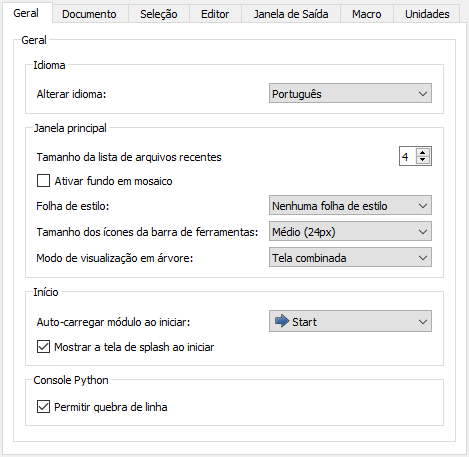 Geral Documento Seleção Editor Janela de Saída Macro Unidades
Geral
Idioma
Alterar idioma: Português
Janela principal
Tamanho da lista de arquivos recentes 4
Ativar fundo em mosaico
Folha de estilo: Nenhuma folha de estilo
Tamanho dos ícones da barra de ferramentas: Médio (24px)
Modo de visualização em árvore: Tela combinada
Início
Auto-carregar módulo ao iniciar: Start
Mostrar a tela de splash ao iniciar
Console Python
Permitir quebra de linha